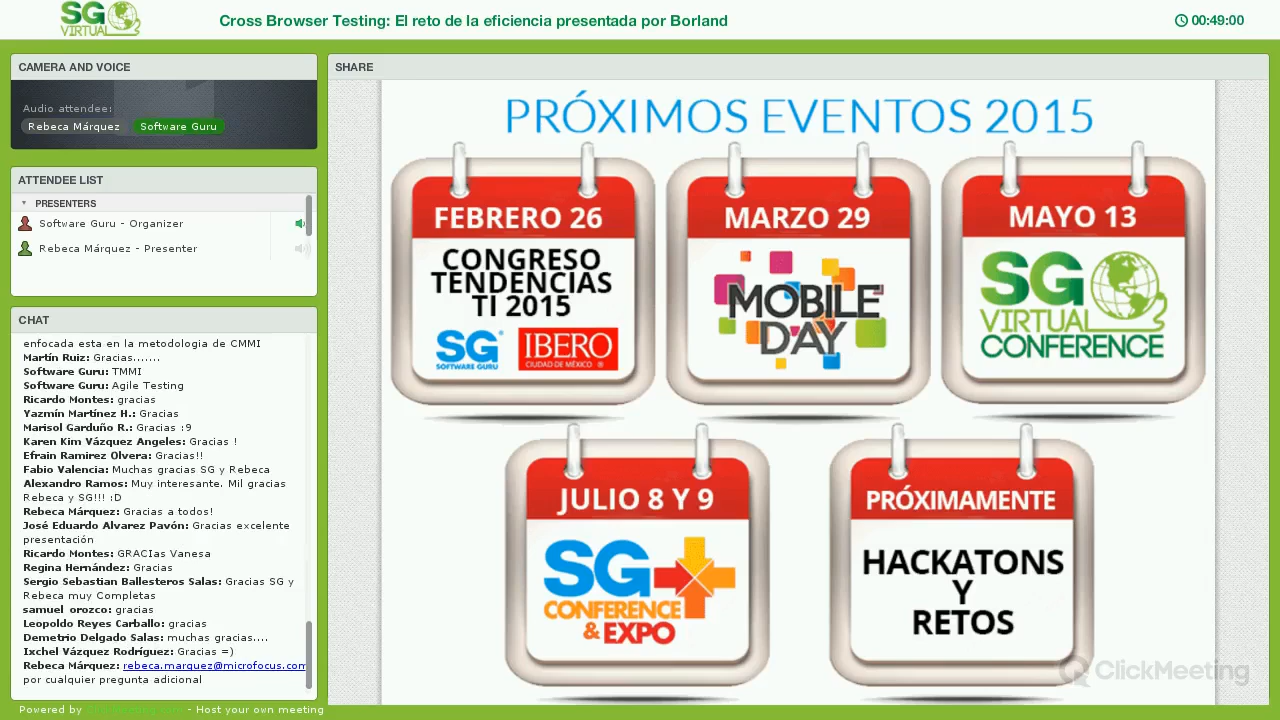 SG
VIRTUAL
Cross Browser Testing: El reto de la eficiencia presentada por Borland
00:49:00
CAMERA AND VOICE
Audio attendee:
Rebeca Márquez
Software Guru
ATTENDEE LIST
PRESENTERS
Software Guru - Organizer
Rebeca Márquez - Presenter
CHAT
enfocada esta en la metodologia de CMMI
Martín Ruiz: Gracias.......
Software Guru: TMMI
Software Guru: Agile Testing
Ricardo Montes: gracias
Yazmín Martínez H.: Gracias
Marisol Garduño R.: Gracias :9
Karen Kim Vázquez Angeles: Gracias !
Efrain Ramirez Olvera: Gracias!!
Fabio Valencia: Muchas gracias SG y Rebeca
Alexandro Ramos: Muy interesante. Mil gracias
Rebeca y SG!!! :D
Rebeca Márquez: Gracias a todos!
José Eduardo Alvarez Pavón: Gracias excelente
presentación
Ricardo Montes: GRACIas Vanesa
Regina Hernández: Gracias
Sergio Sebastian Ballesteros Salas: Gracias SG y
Rebeca muy Completas
samuel orozco: gracias
Leopoldo Reyes Carballo: gracias
Demetrio Delgado Salas: muchas gracias....
Ixchel Vázquez Rodríguez: Gracias =)
Rebeca Márquez: rebeca.marquez@microfocus.com
por cualquier pregunta adicional
Powered by ClickMeeting.com - Host your own meeting
SHARE
PRÓXIMOS EVENTOS 2015
FEBRERO 26
CONGRESO
TENDENCIAS
TI 2015
SG
SOFTWARE GURU
IBERO
CIUDAD DE MÉXICO ®
MARZO 29
MOBILE
DAY
MAYO 13
SG
VIRTUAL
CONFERENCE
JULIO 8 Y 9
SG
CONFERENCE
& EXPO
PRÓXIMAMENTE
HACKATONS
Y
RETOS
ClickMeeting